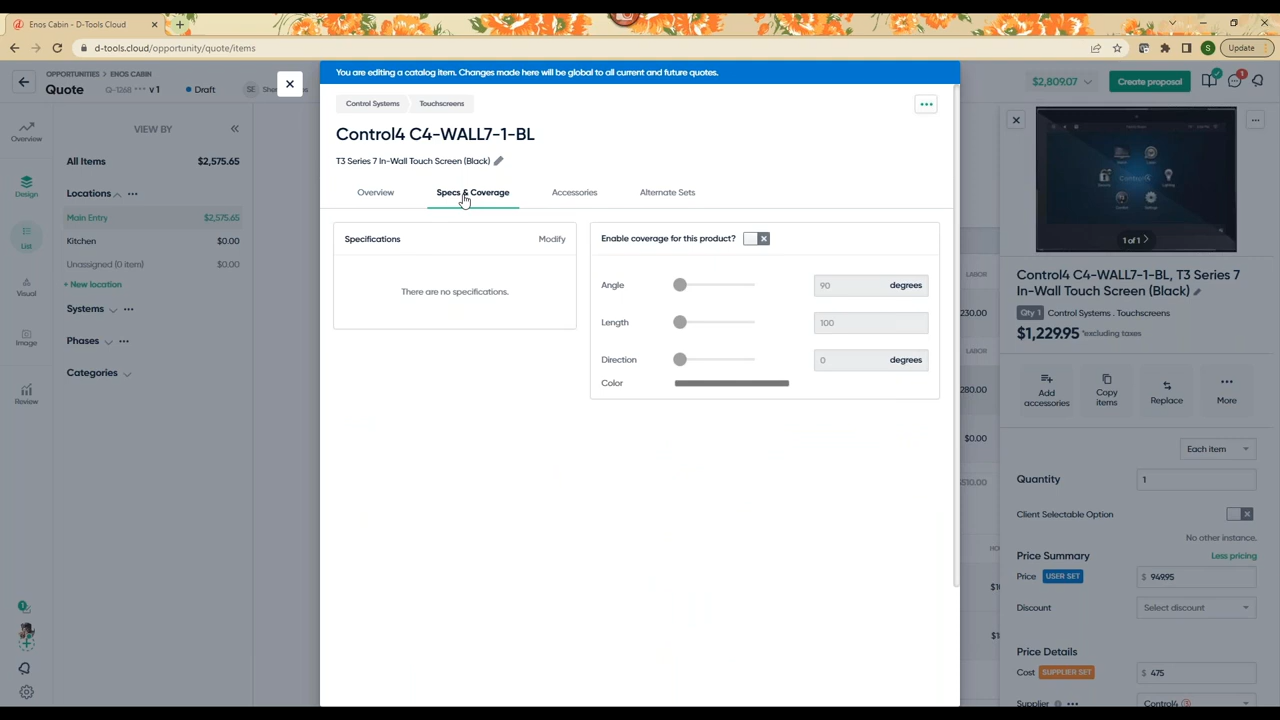 Enos Cabin - D-Tools Cloud
d-tools.cloud/opportunity/quote/items
Update
OPPORTUNITIES > ENOS CABIN
Quote
Q-1268 v 1
Draft
SE
$2,809.07
Create proposal
1
Overview
Design
List
Visual
Image
Review
VIEW BY
All Items $2,575.65
Locations
Main Entry $2,575.65
Kitchen $0.00
Unassigned (0 item) $0.00
+ New location
Systems
Phases
Categories
1
You are editing a catalog item. Changes made here will be global to all current and future quotes.
Control Systems Touchscreens
Control4 C4-WALL7-1-BL
T3 Series 7 In-Wall Touch Screen (Black)
Overview Specs & Coverage Accessories Alternate Sets
Specifications Modify
There are no specifications.
Enable coverage for this product?
Angle 90 degrees
Length 100
Direction 0 degrees
Color
LABOR
230.00
LABOR
280.00
$0.00
510.00
1 of 1
Control4 C4-WALL7-1-BL, T3 Series 7
In-Wall Touch Screen (Black)
Qty 1 Control Systems . Touchscreens
$1,229.95 *excluding taxes
Add accessories
Copy items
Replace
More
Each item
Quantity 1
Client Selectable Option
No other instance.
Price Summary Less pricing
Price USER SET $ 949.95
Discount Select discount
Price Details
Cost SUPPLIER SET $ 475
Supplier Control4